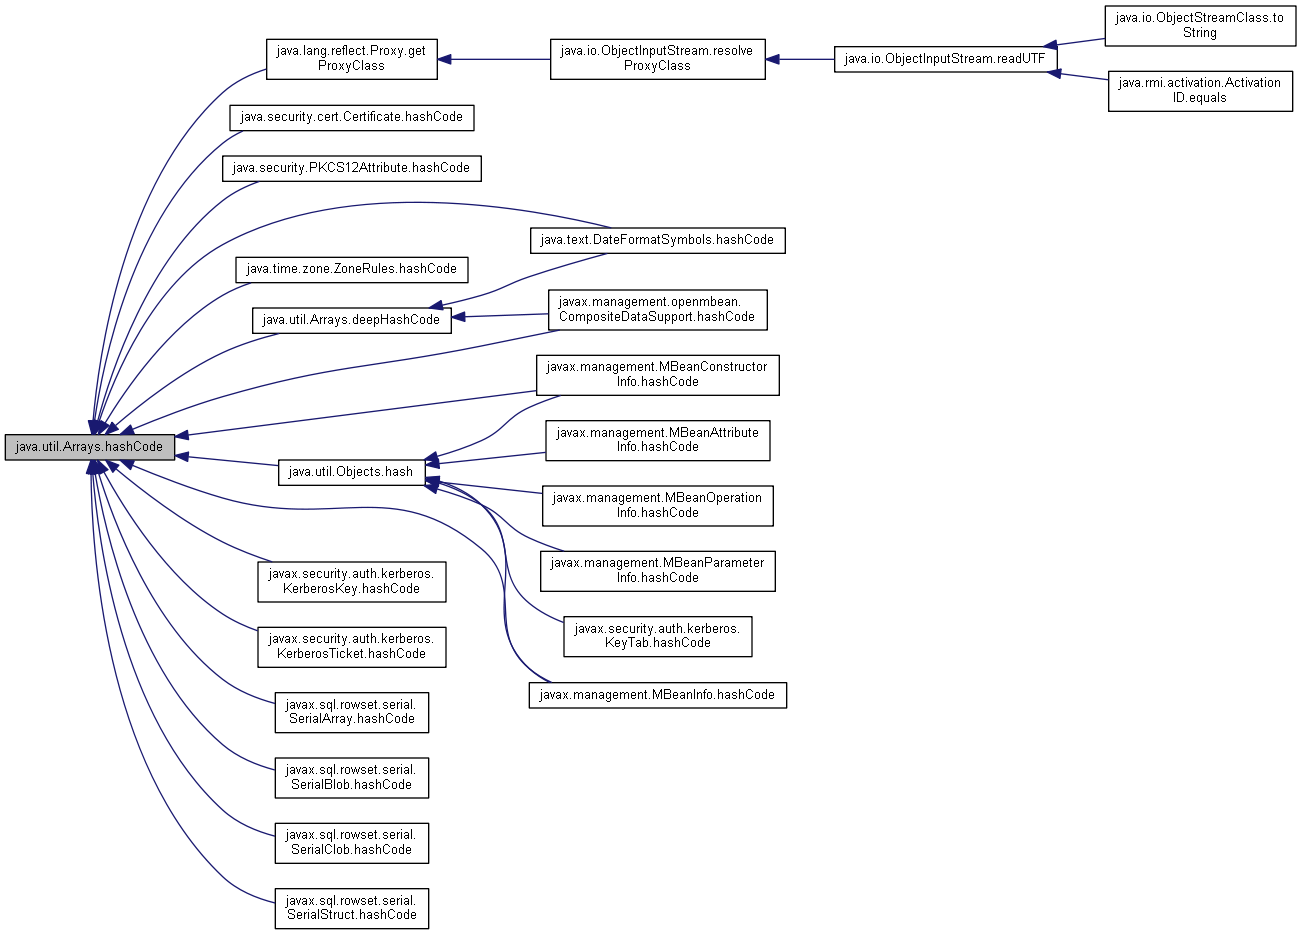 java.util.Arrays.hashCode
java.lang.reflect.Proxy.get
ProxyClass
java.io.ObjectInputStream.resolve
ProxyClass
java.io.ObjectInputStream.readUTF
java.io.ObjectStreamClass.to
String
java.rmi.activation.Activation
ID.equals
java.security.cert.Certificate.hashCode
java.security.PKCS12Attribute.hashCode
java.text.DateFormatSymbols.hashCode
java.time.zone.ZoneRules.hashCode
java.util.Arrays.deepHashCode
javax.management.openmbean.
CompositeDataSupport.hashCode
javax.management.MBeanConstructor
Info.hashCode
java.util.Objects.hash
javax.management.MBeanAttribute
Info.hashCode
javax.management.MBeanOperation
Info.hashCode
javax.management.MBeanParameter
Info.hashCode
javax.security.auth.kerberos.
KeyTab.hashCode
javax.management.MBeanInfo.hashCode
javax.security.auth.kerberos.
KerberosKey.hashCode
javax.security.auth.kerberos.
KerberosTicket.hashCode
javax.sql.rowset.serial.
SerialArray.hashCode
javax.sql.rowset.serial.
SerialBlob.hashCode
javax.sql.rowset.serial.
SerialClob.hashCode
javax.sql.rowset.serial.
SerialStruct.hashCode